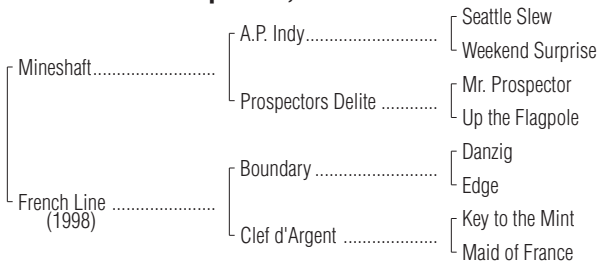 Seattle Slew
A.P. Indy
Weekend Surprise
Mineshaft
Mr. Prospector
Prospectors Delite
Up the Flagpole
Danzig
Boundary
Edge
French Line
(1998)
Key to the Mint
Clef d'Argent
Maid of France